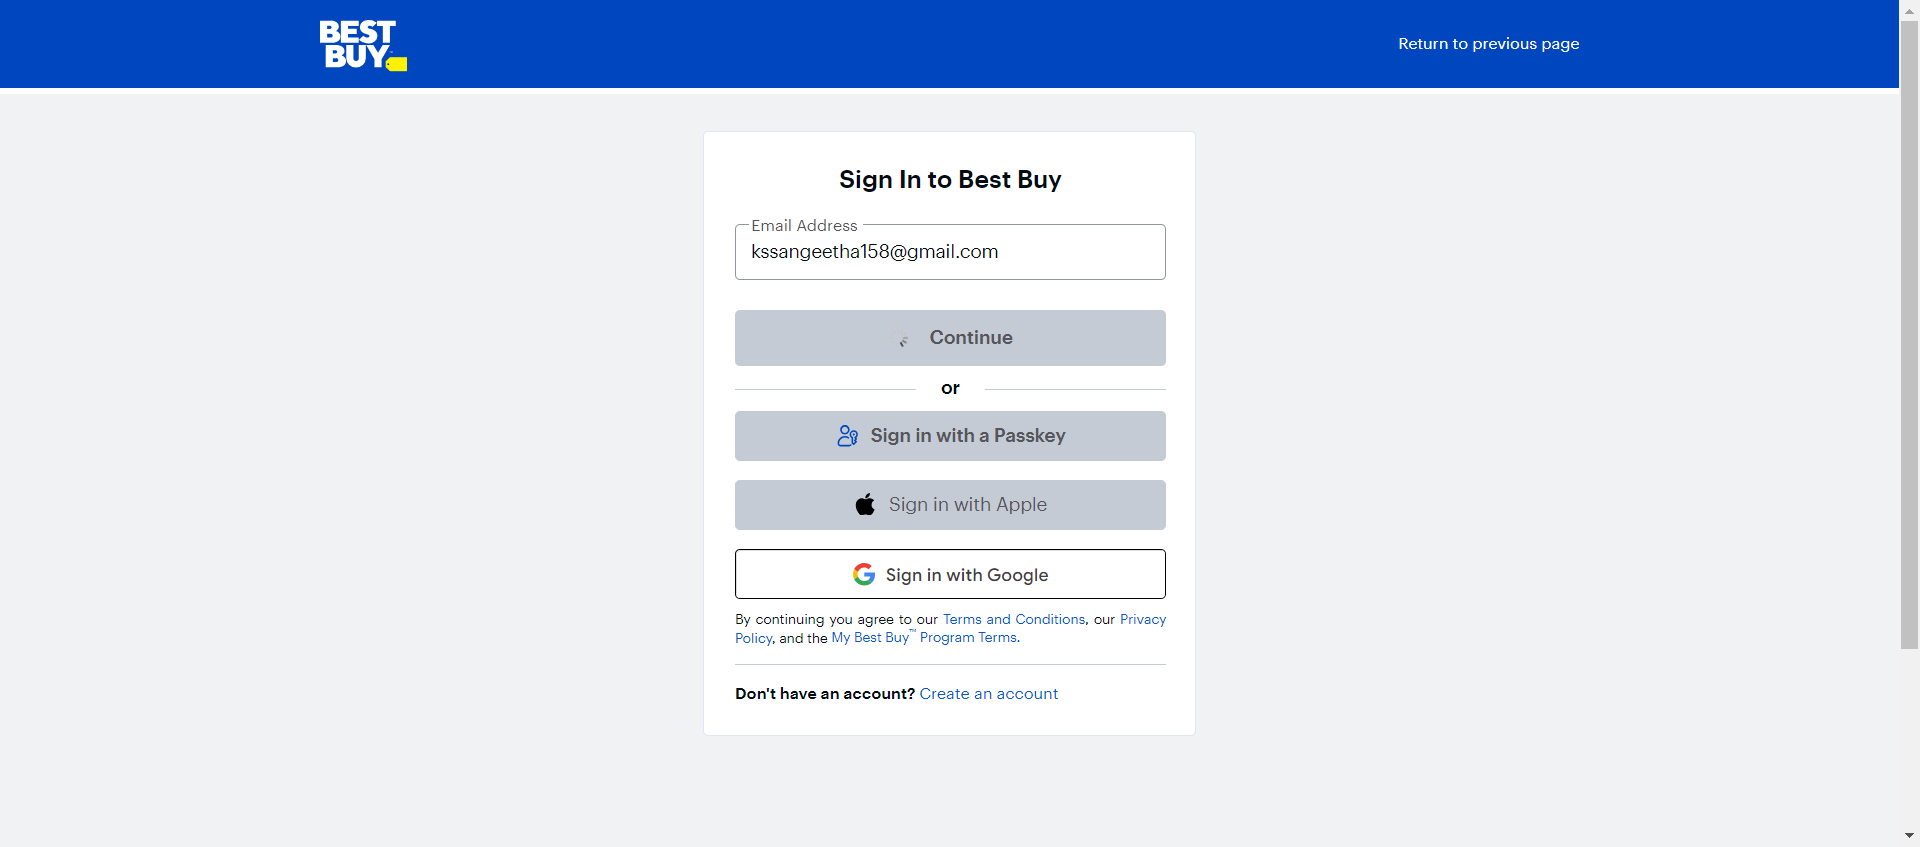 BEST
BUY
Return to previous page
Sign In to Best Buy
Email Address
kssangeetha158@gmail.com
Continue
or
Sign in with a Passkey
Sign in with Apple
Sign in with Google
By continuing you agree to our Terms and Conditions, our Privacy
Policy, and the My Best Buy™ Program Terms.
Don't have an account? Create an account